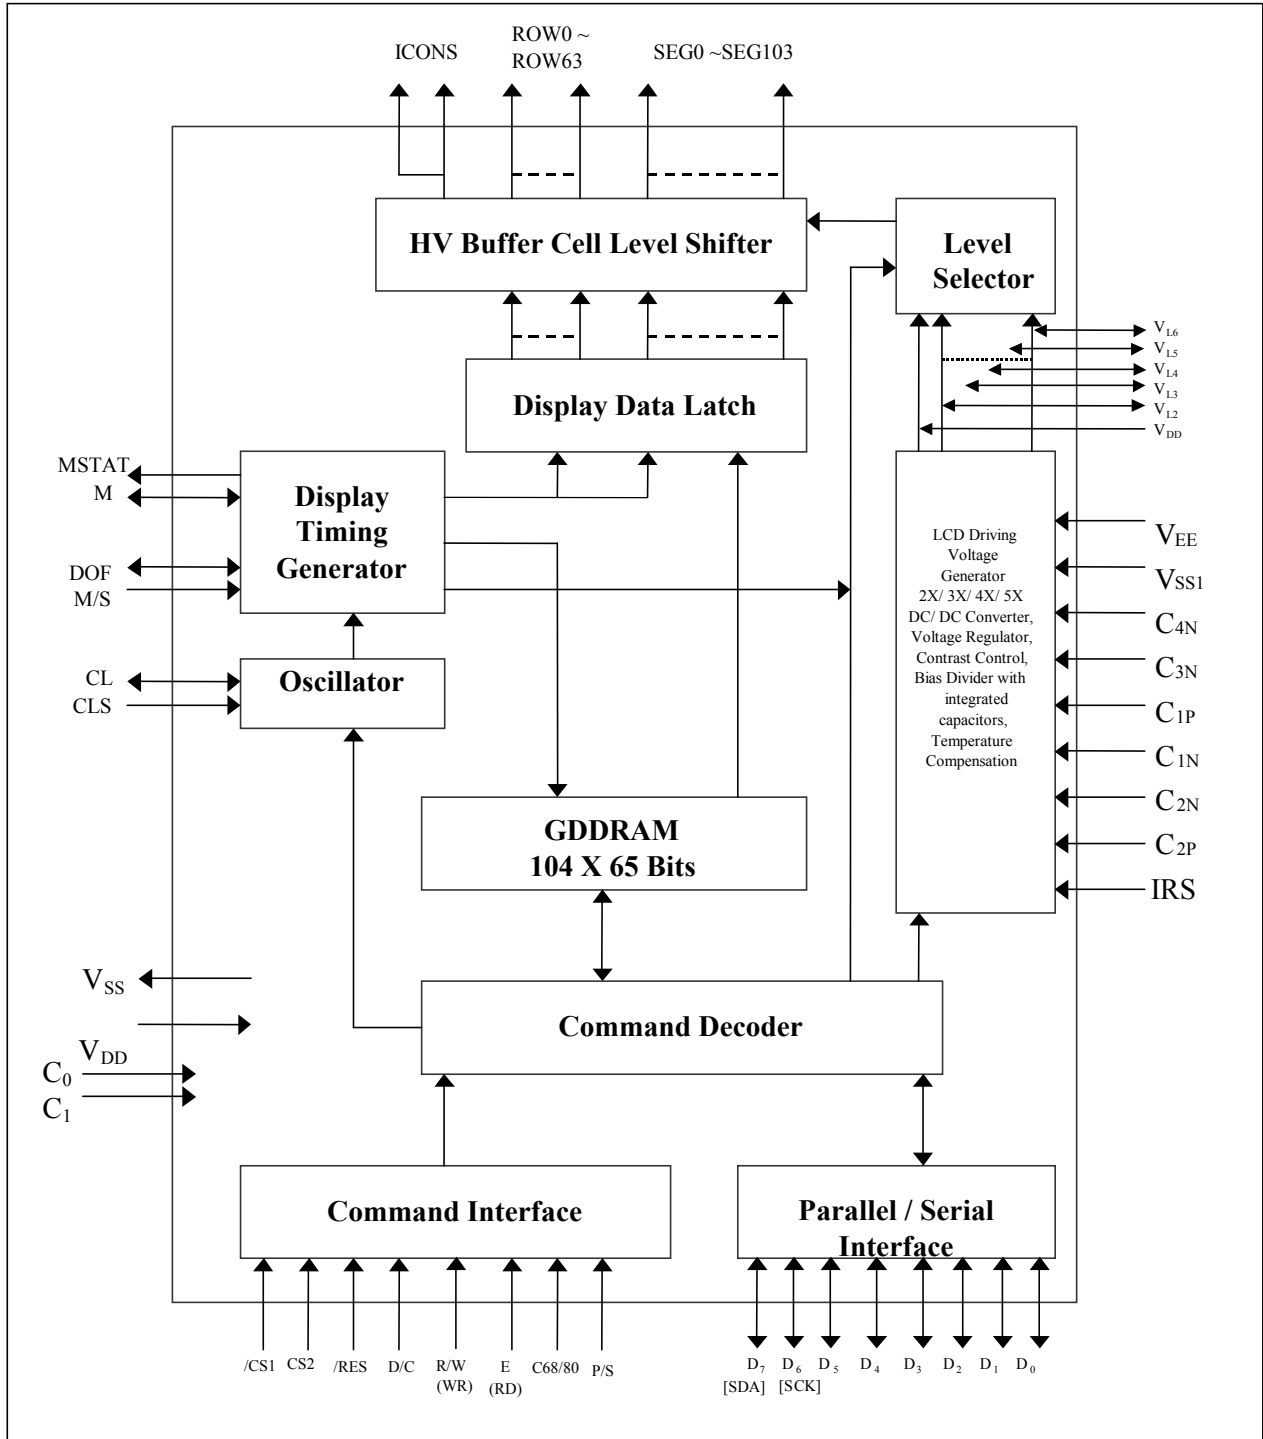 ICONS
ROW0 ~
ROW63
SEG0 ~SEG103
HV Buffer Cell Level Shifter
Level
Selector
VL6
VL5
VL4
VL3
VL2
VDD
Display Data Latch
MSTAT
M
DOF
M/S
Display
Timing
Generator
CL
CLS
Oscillator
LCD Driving
Voltage
Generator
2X/ 3X/ 4X/ 5X
DC/ DC Converter,
Voltage Regulator,
Contrast Control,
Bias Divider with
integrated
capacitors,
Temperature
Compensation
VEE
VSS1
C4N
C3N
C1P
C1N
C2N
C2P
IRS
GDDRAM
104 X 65 Bits
VSS
VDD
C0
C1
Command Decoder
Command Interface
Parallel / Serial
Interface
/CS1
CS2
/RES
D/C
R/W
(WR)
E
(RD)
C68/80
P/S
D7
[SDA]
D6
[SCK]
D5
D4
D3
D2
D1
D0